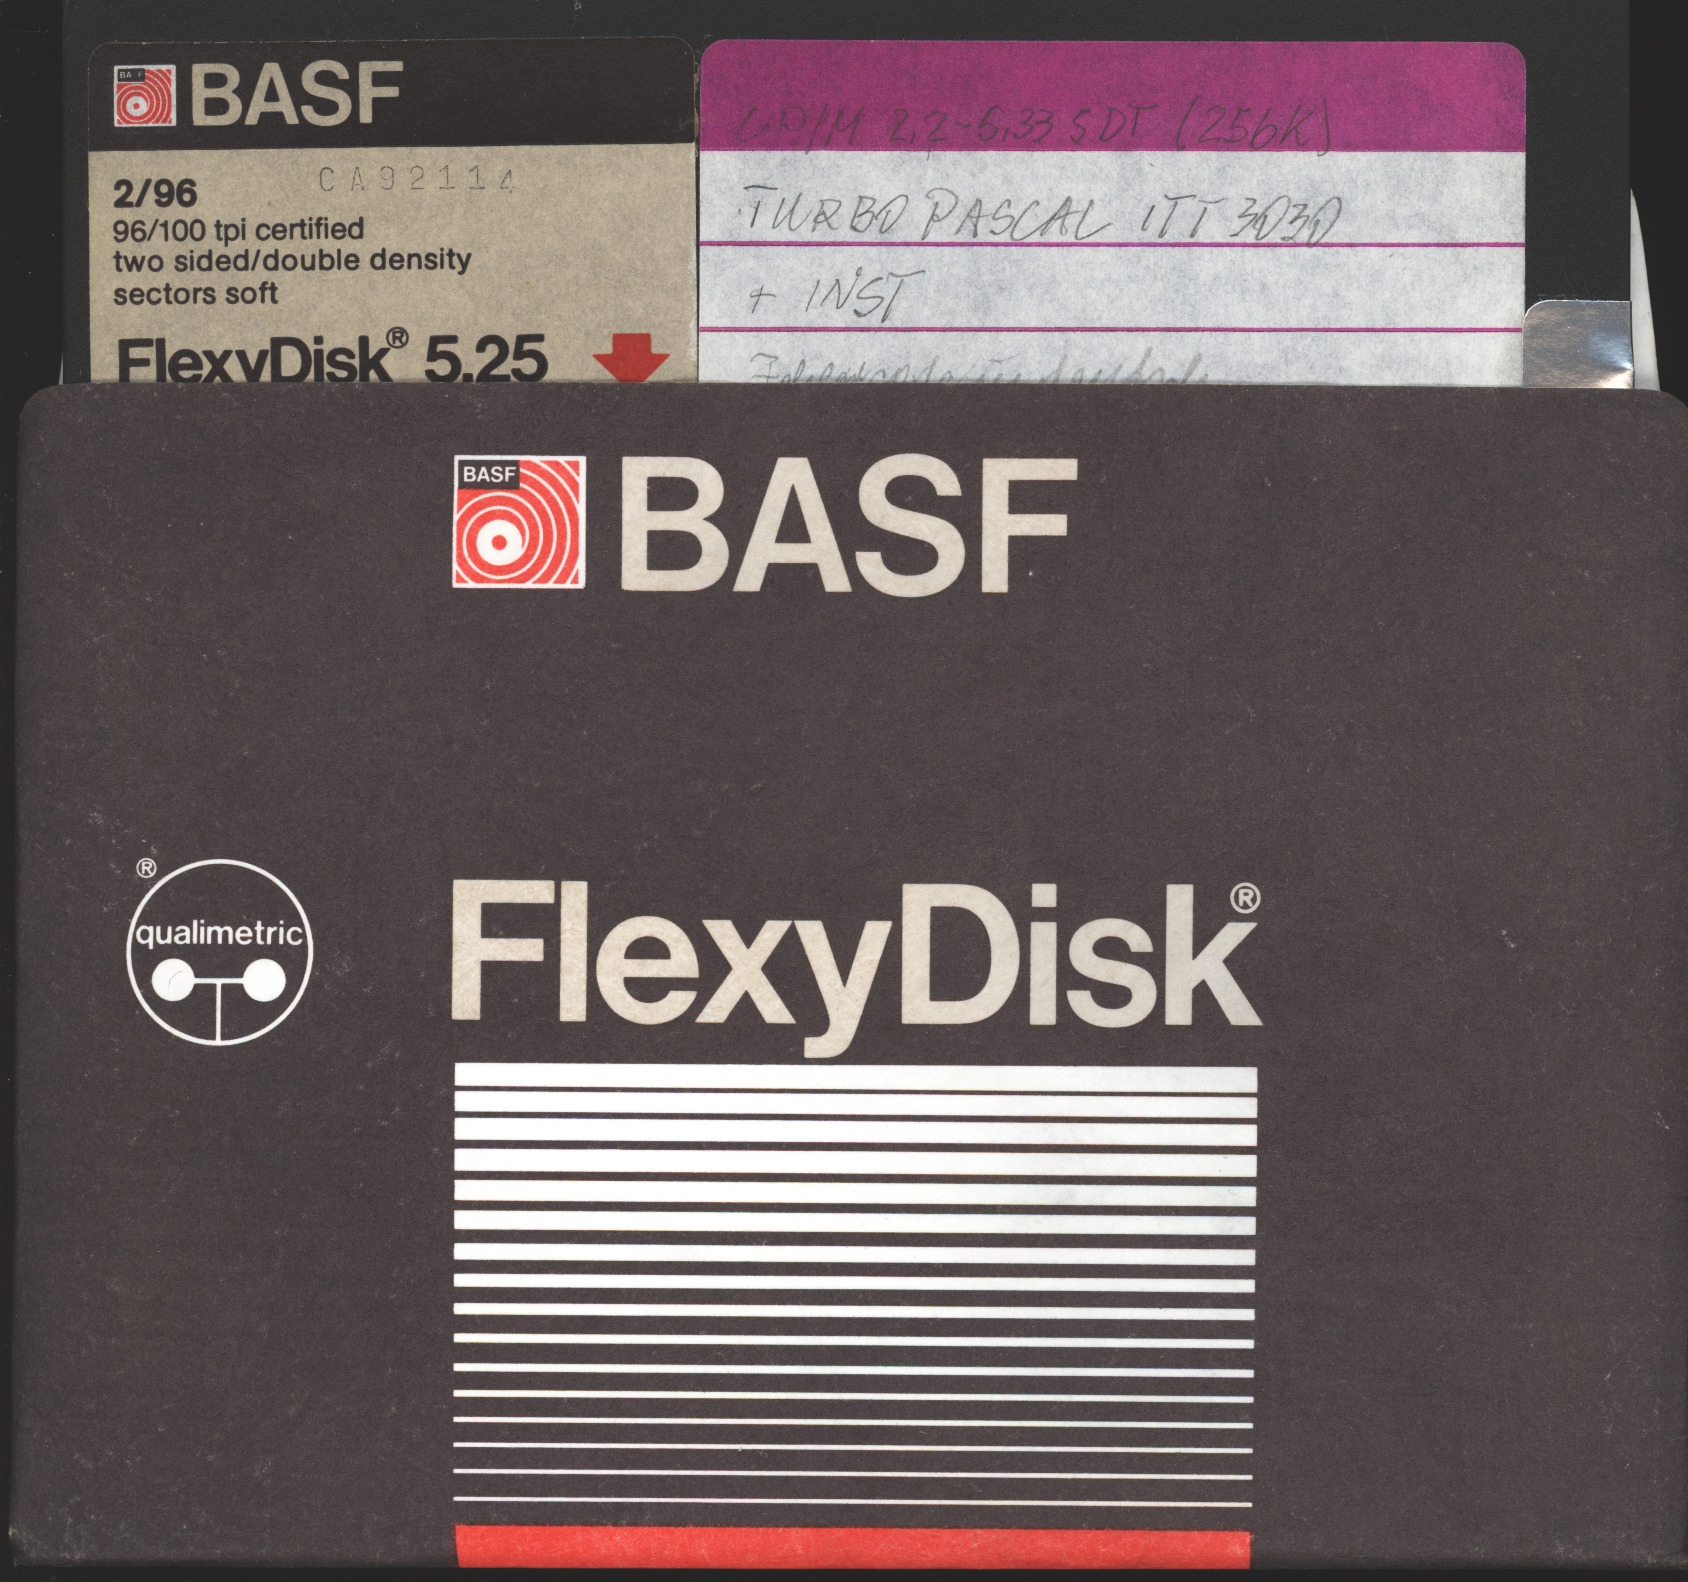 BASF
BASF
CA92114
2/96
96/100 tpi certified
two sided/double density
sectors soft
FlexyDisk® 5.25
CP/M 2.2-6.33 SDT (256K)
TURBO PASCAL ITT 3030
+ INST
BASF
BASF
®
qualimetric
FlexyDisk®